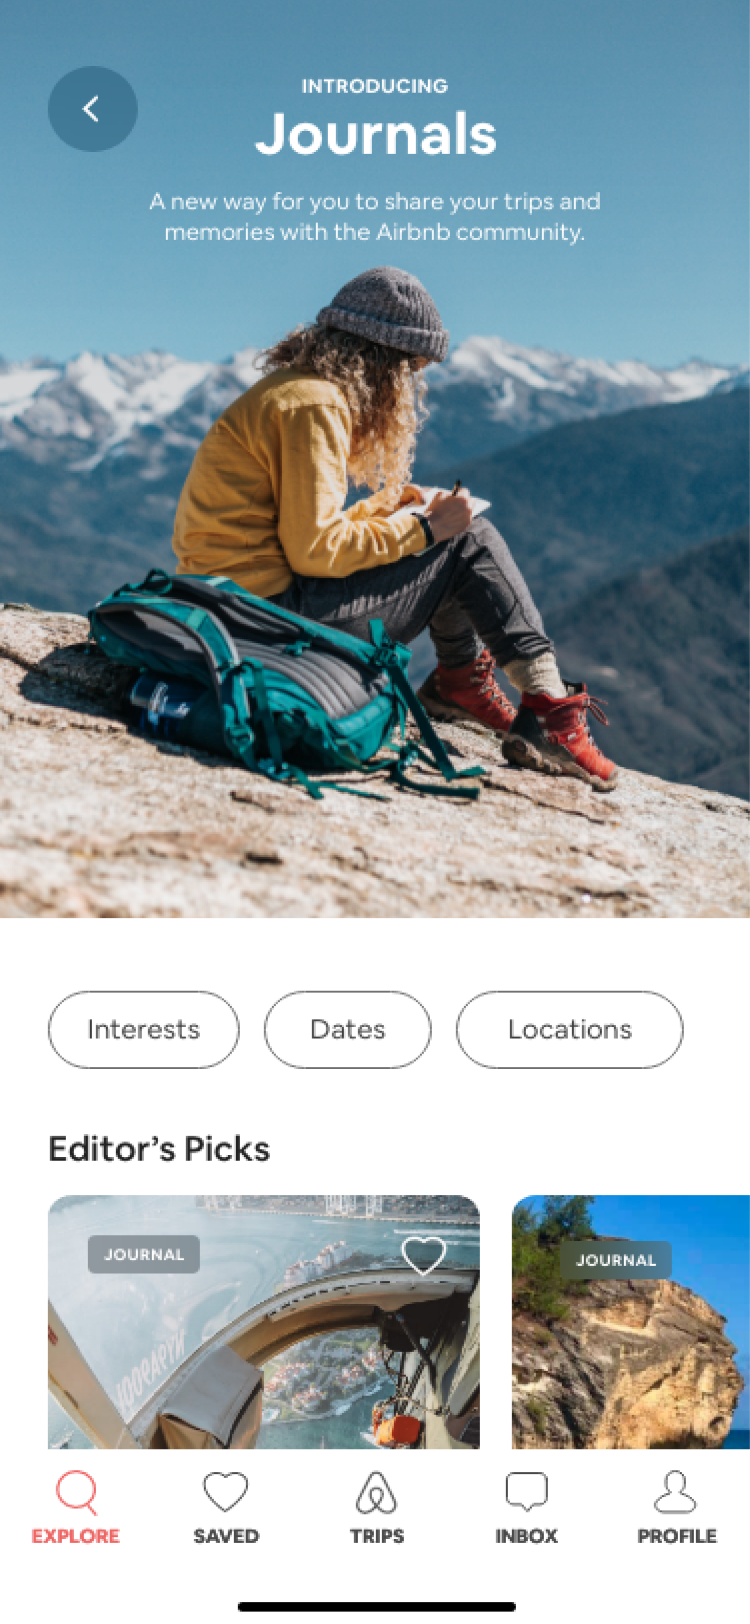 INTRODUCING
Journals
A new way for you to share your trips and
memories with the Airbnb community.
Interests
Dates
Locations
Editor’s Picks
JOURNAL
JOURNAL
EXPLORE
SAVED
TRIPS
INBOX
PROFILE